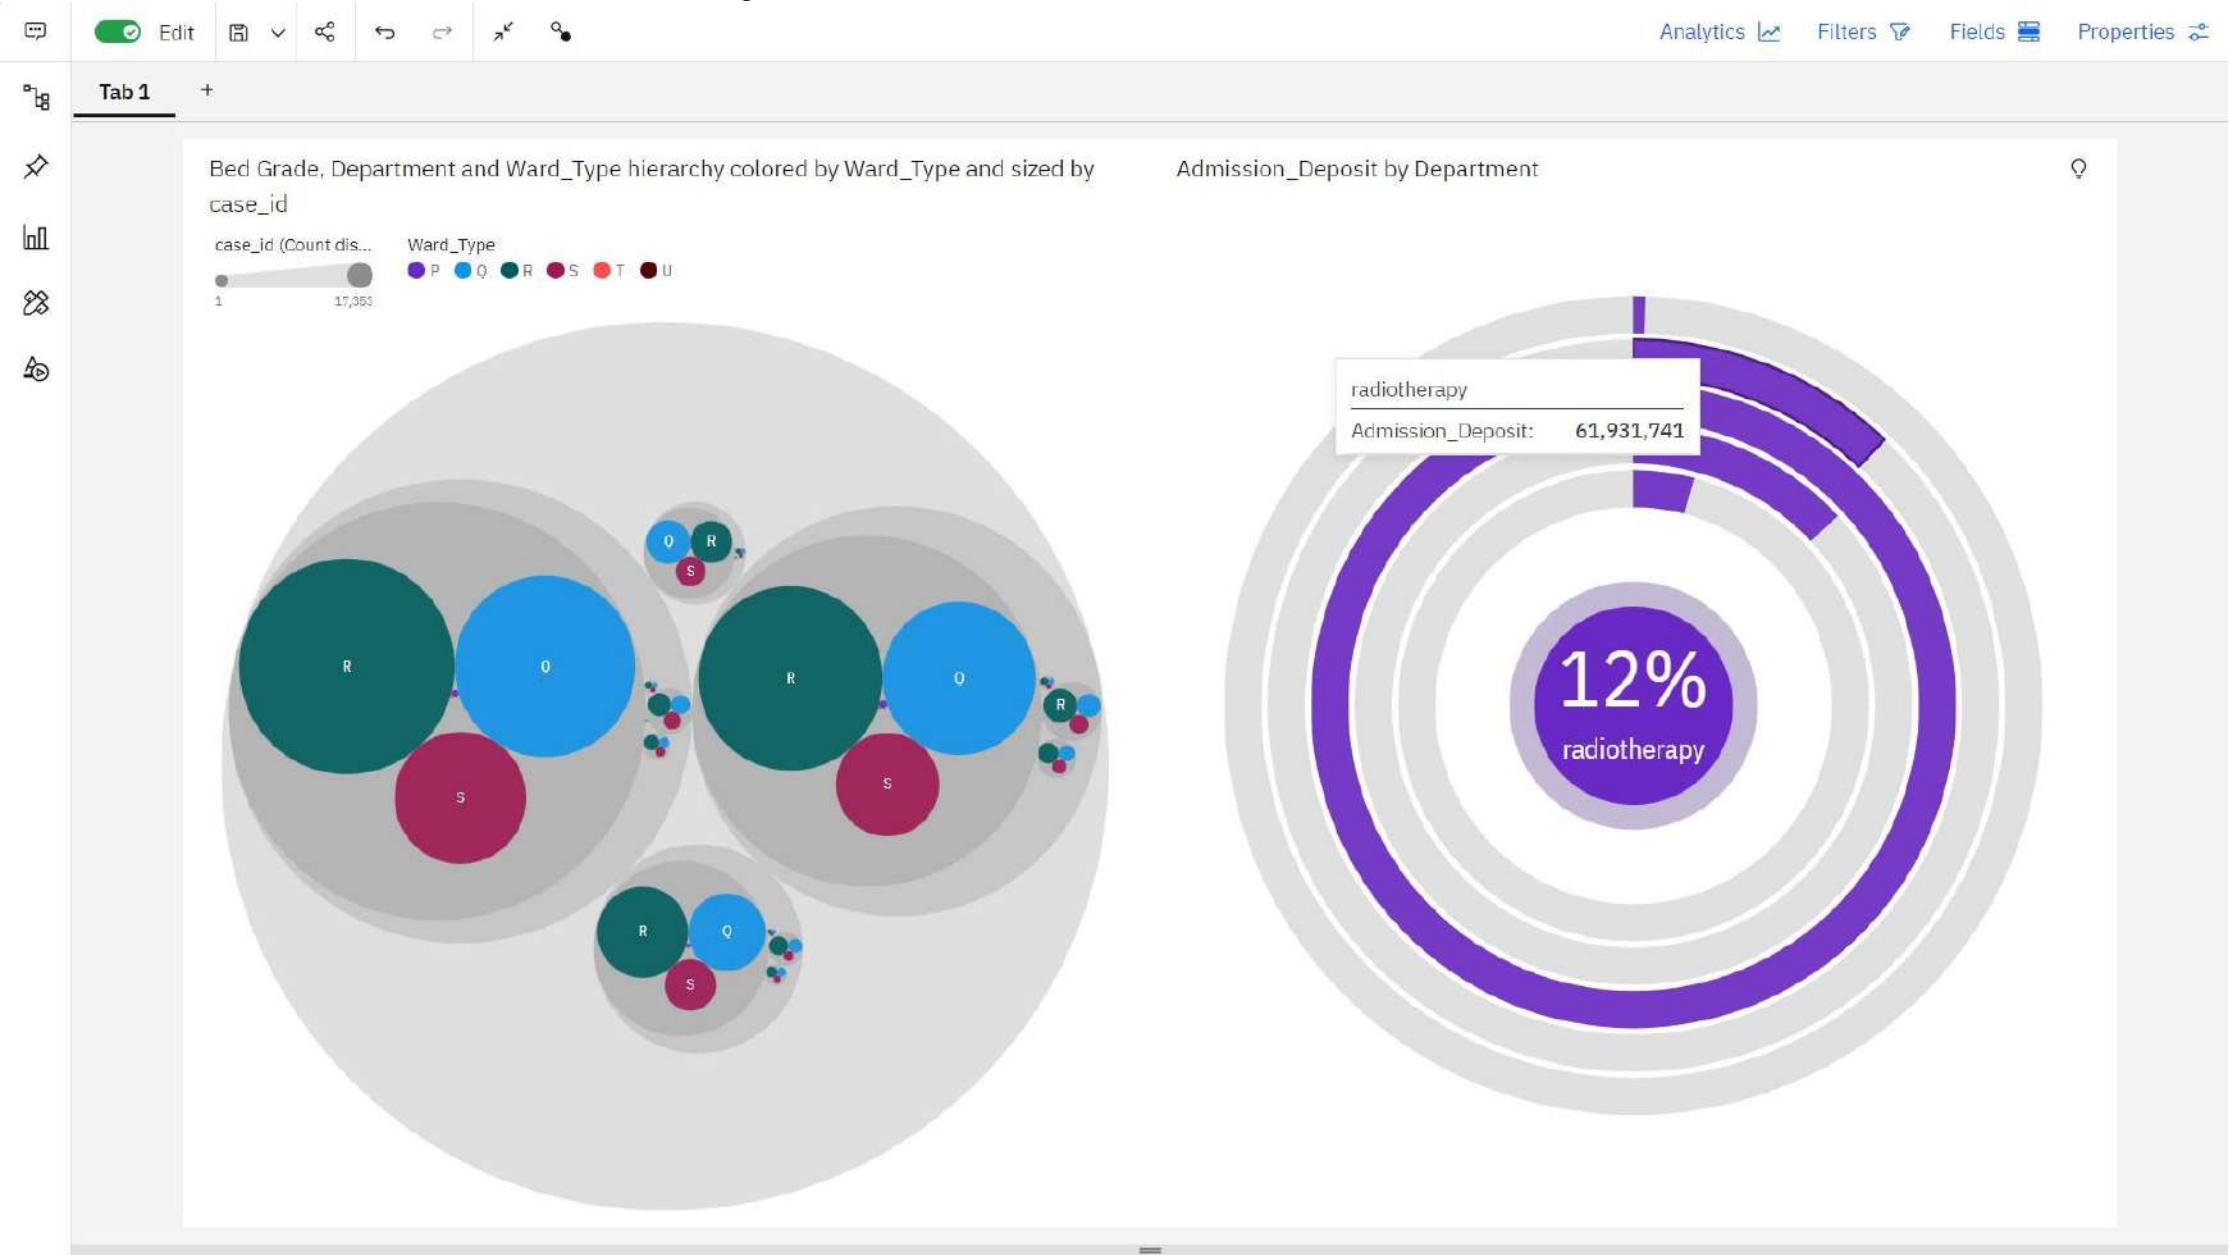 Edit
Analytics
Filters
Fields
Properties
Tab 1
+
Bed Grade, Department and Ward_Type hierarchy colored by Ward_Type and sized by
case_id
Admission_Deposit by Department
case_id (Count dis...
Ward_Type
P Q R S T U
1
17,353
radiotherapy
Admission_Deposit: 61,931,741
Q R
S
R Q
S
R Q
S
R
R Q
S
12%
radiotherapy